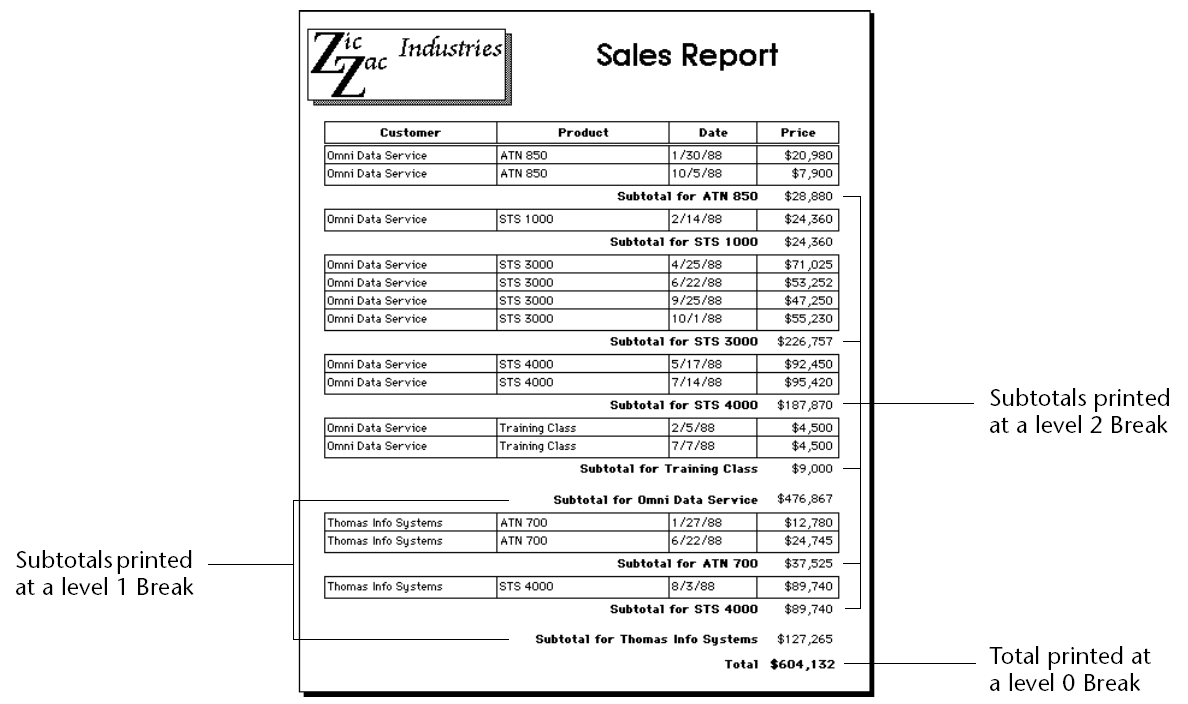 Zic Zac Industries
Sales Report
Customer Product Date Price
Omni Data Service ATN 850 1/30/88 $20,980
Omni Data Service ATN 850 10/5/88 $7,900
Subtotal for ATN 850 $28,880
Omni Data Service STS 1000 2/14/88 $24,360
Subtotal for STS 1000 $24,360
Omni Data Service STS 3000 4/25/88 $71,025
Omni Data Service STS 3000 6/22/88 $53,252
Omni Data Service STS 3000 9/25/88 $47,250
Omni Data Service STS 3000 10/1/88 $55,230
Subtotal for STS 3000 $226,757
Omni Data Service STS 4000 5/17/88 $92,450
Omni Data Service STS 4000 7/14/88 $95,420
Subtotal for STS 4000 $187,870
Omni Data Service Training Class 2/5/88 $4,500
Omni Data Service Training Class 7/7/88 $4,500
Subtotal for Training Class $9,000
Subtotal for Omni Data Service $476,867
Thomas Info Systems ATN 700 1/27/88 $12,780
Thomas Info Systems ATN 700 6/22/88 $24,745
Subtotal for ATN 700 $37,525
Thomas Info Systems STS 4000 8/3/88 $89,740
Subtotal for STS 4000 $89,740
Subtotal for Thomas Info Systems $127,265
Total $604,132
Subtotals printed
at a level 2 Break
Subtotals printed
at a level 1 Break
Total printed at
a level 0 Break